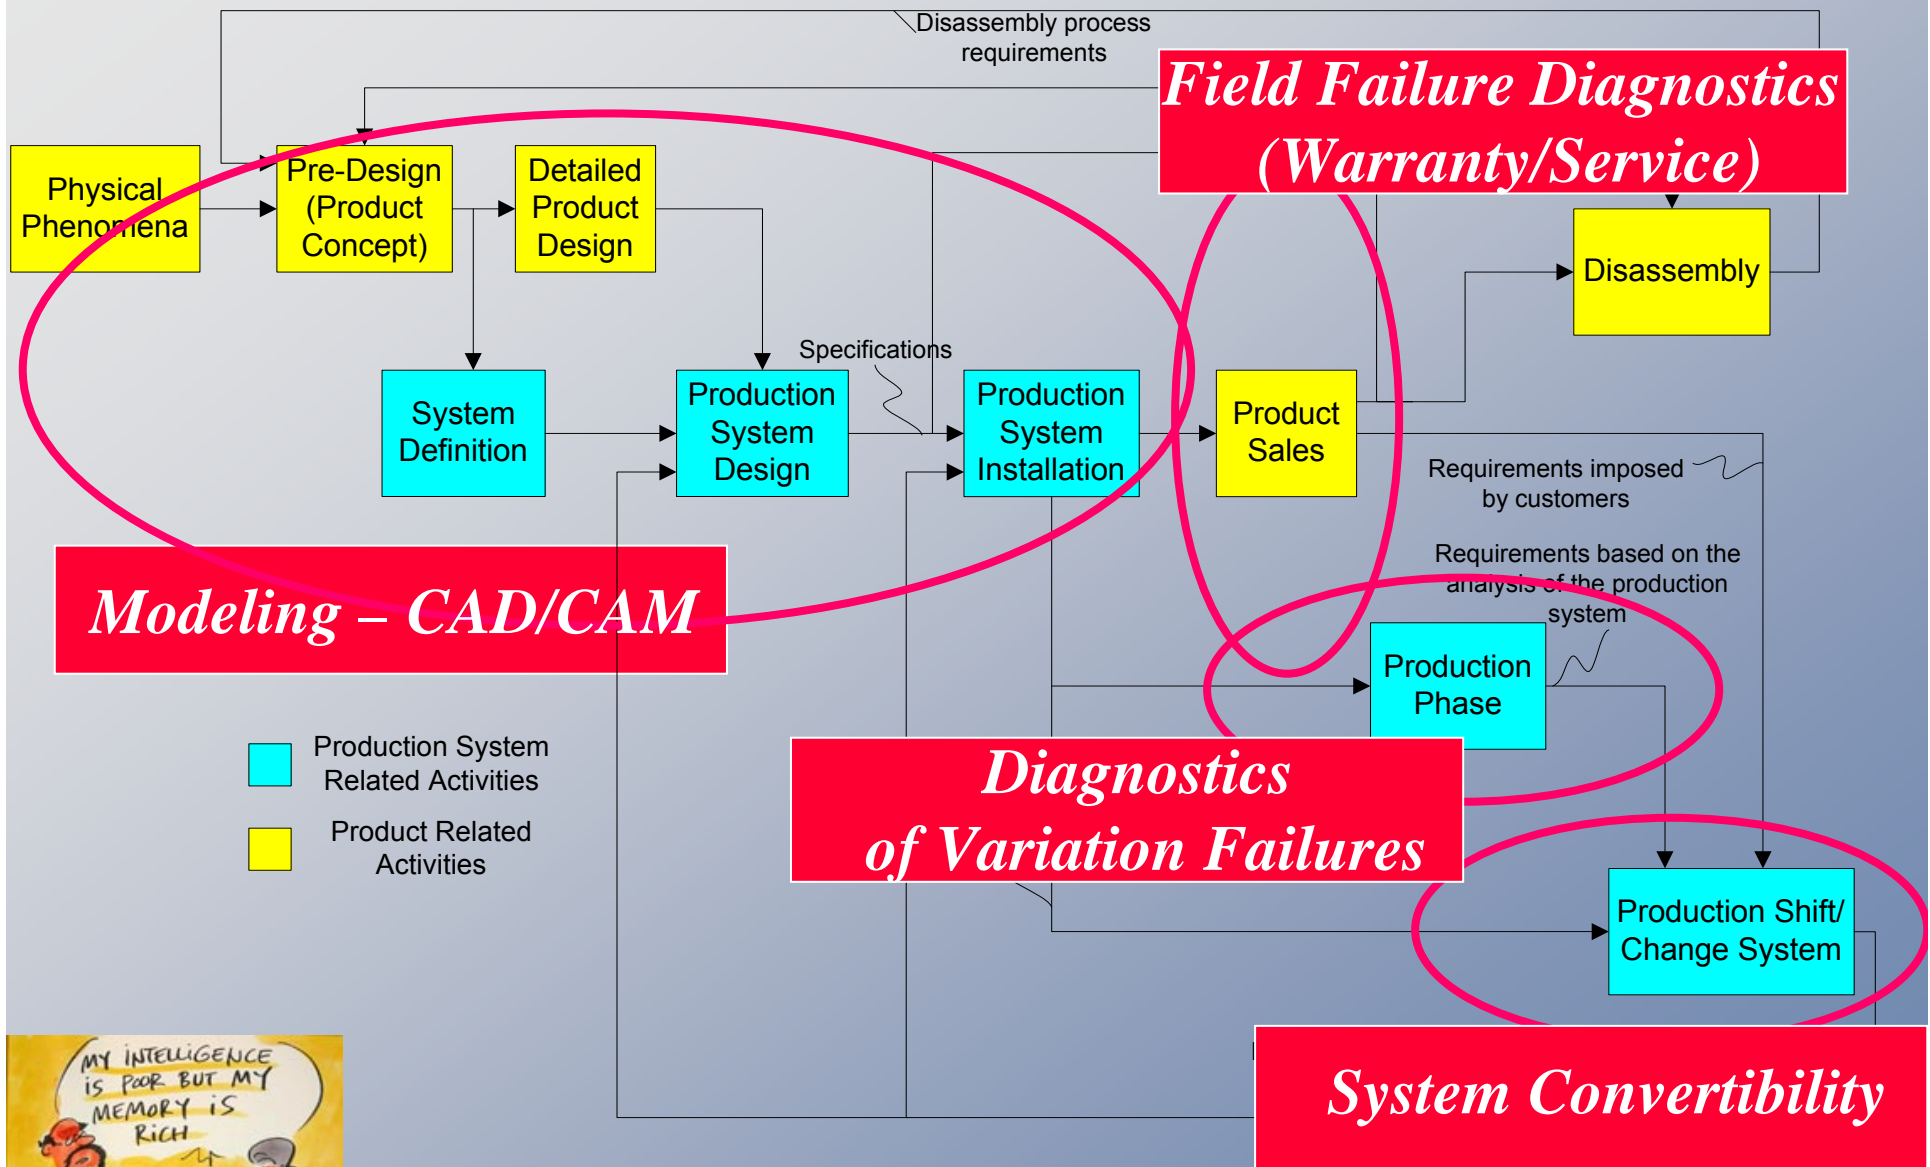 Disassembly process
requirements
Field Failure Diagnostics
(Warranty/Service)
Physical
Phenomena
Pre-Design
(Product
Concept)
Detailed
Product
Design
Disassembly
Specifications
System
Definition
Production
System
Design
Production
System
Installation
Product
Sales
Requirements imposed
by customers
Requirements based on the
analysis of the production
system
Modeling – CAD/CAM
Production
Phase
Production System
Related Activities
Product Related
Activities
Diagnostics
of Variation Failures
Production Shift/
Change System
System Convertibility
MY INTELLIGENCE
IS POOR BUT MY
MEMORY IS
RICH